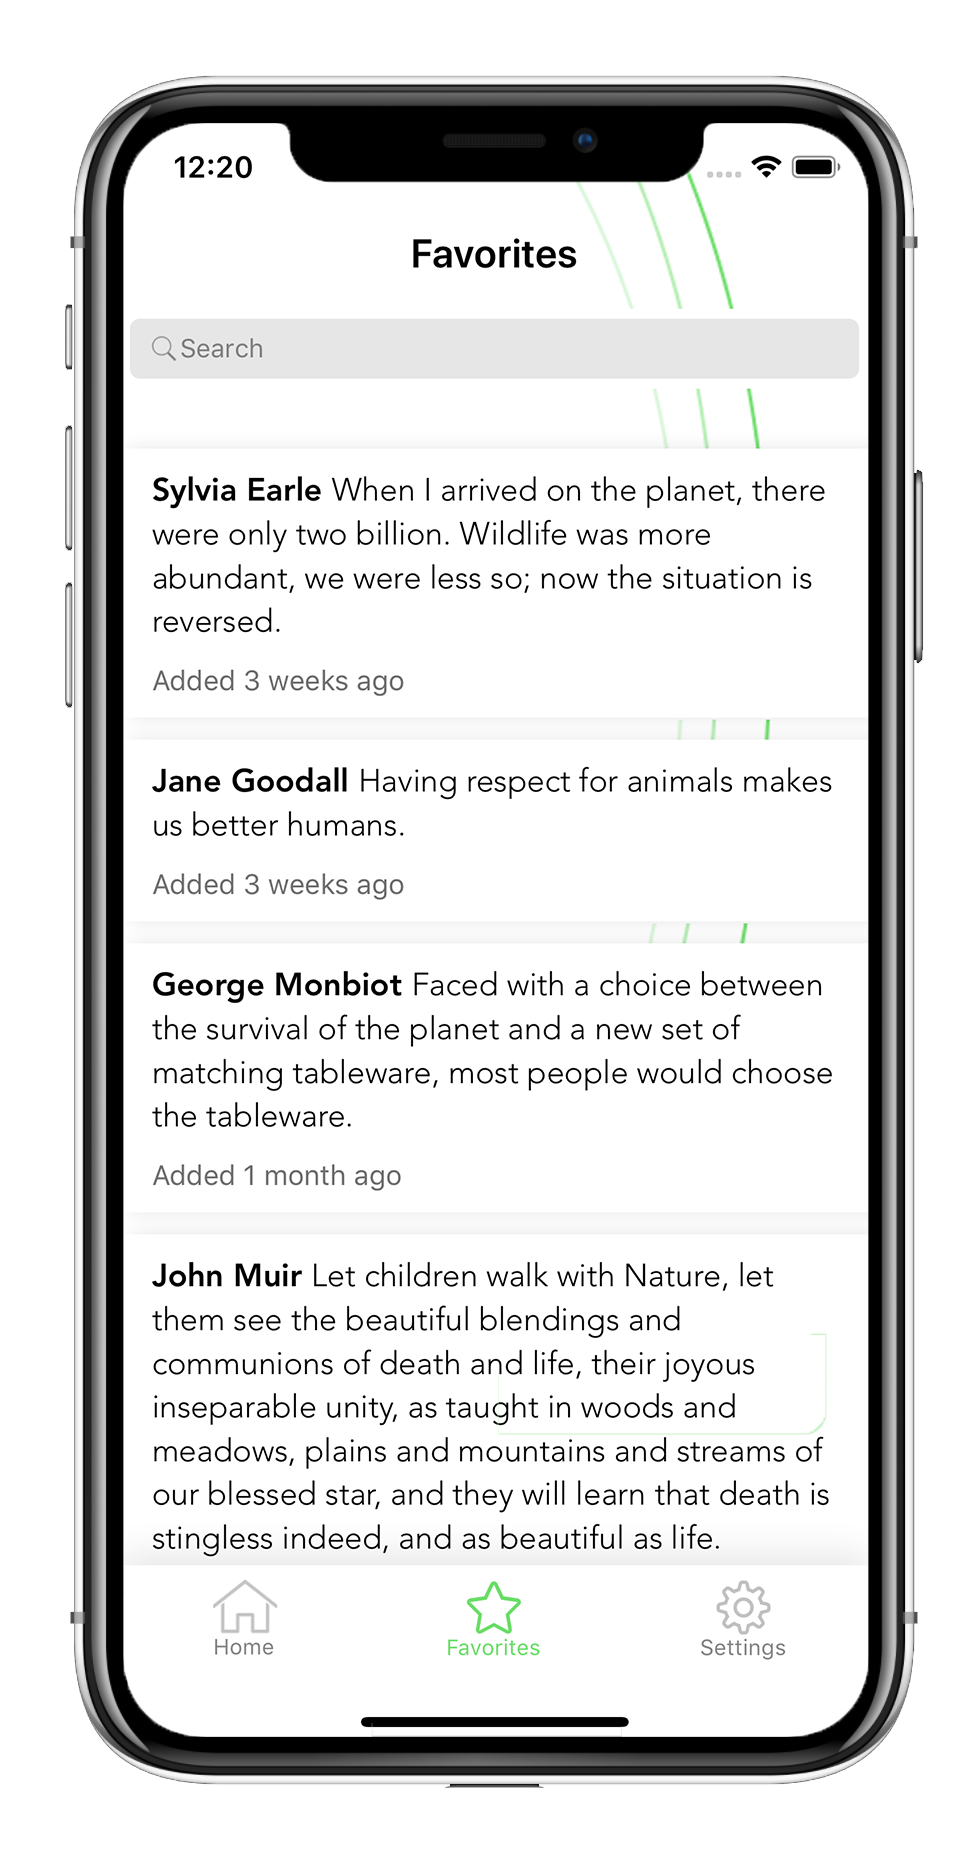 12:20
Favorites
Search
Sylvia Earle When I arrived on the planet, there
were only two billion. Wildlife was more
abundant, we were less so; now the situation is
reversed.
Added 3 weeks ago
Jane Goodall Having respect for animals makes
us better humans.
Added 3 weeks ago
George Monbiot Faced with a choice between
the survival of the planet and a new set of
matching tableware, most people would choose
the tableware.
Added 1 month ago
John Muir Let children walk with Nature, let
them see the beautiful blendings and
communions of death and life, their joyous
inseparable unity, as taught in woods and
meadows, plains and mountains and streams of
our blessed star, and they will learn that death is
stingless indeed, and as beautiful as life.
Home Favorites Settings